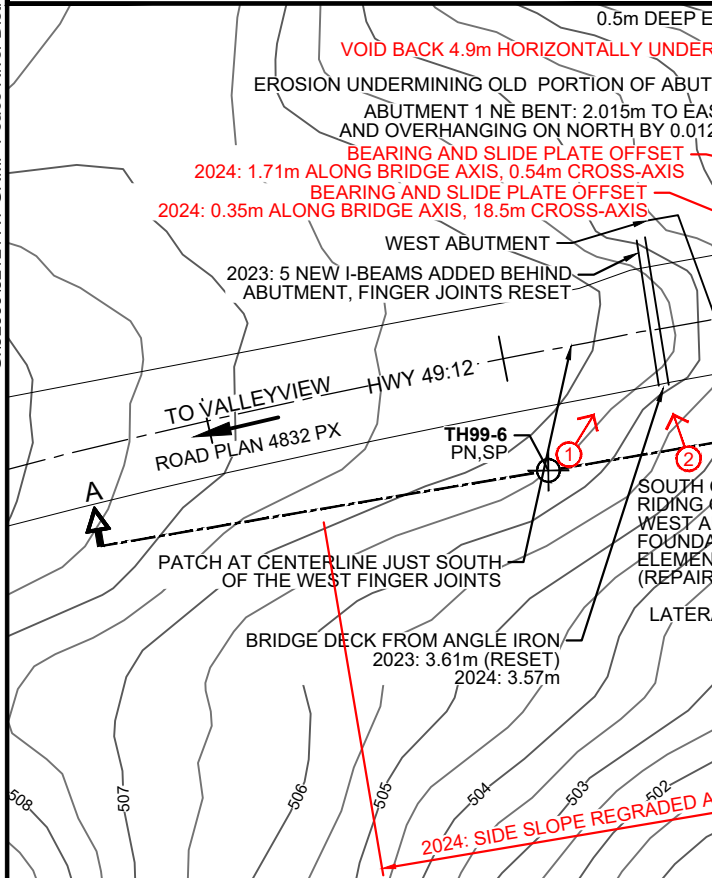 0.5m DEEP E
VOID BACK 4.9m HORIZONTALLY UNDER
EROSION UNDERMINING OLD PORTION OF ABUT
ABUTMENT 1 NE BENT: 2.015m TO EAS
AND OVERHANGING ON NORTH BY 0.012
BEARING AND SLIDE PLATE OFFSET
2024: 1.71m ALONG BRIDGE AXIS, 0.54m CROSS-AXIS
BEARING AND SLIDE PLATE OFFSET
2024: 0.35m ALONG BRIDGE AXIS, 18.5m CROSS-AXIS
WEST ABUTMENT
2023: 5 NEW I-BEAMS ADDED BEHIND
ABUTMENT, FINGER JOINTS RESET
TO VALLEYVIEW
HWY 49:12
ROAD PLAN 4832 PX
TH99-6
PN,SP
1
2
A
SOUTH
RIDING
WEST A
FOUNDA
ELEMEN
(REPAIR
LATERA
PATCH AT CENTERLINE JUST SOUTH
OF THE WEST FINGER JOINTS
BRIDGE DECK FROM ANGLE IRON
2023: 3.61m (RESET)
2024: 3.57m
508
507
506
505
504
503
502
2024: SIDE SLOPE REGRADED A